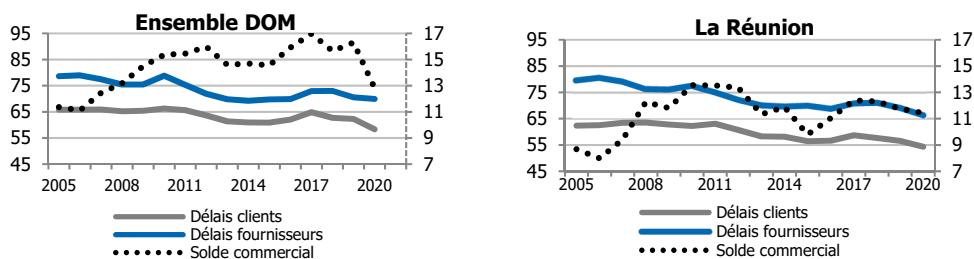 Ensemble DOM
95 17
85 15
75 13
65 11
55 9
45 7
2005 2008 2011 2014 2017 2020
Délais clients
Délais fournisseurs
Solde commercial
La Réunion
95 17
85 15
75 13
65 11
55 9
45 7
2005 2008 2011 2014 2017 2020
Délais clients
Délais fournisseurs
Solde commercial